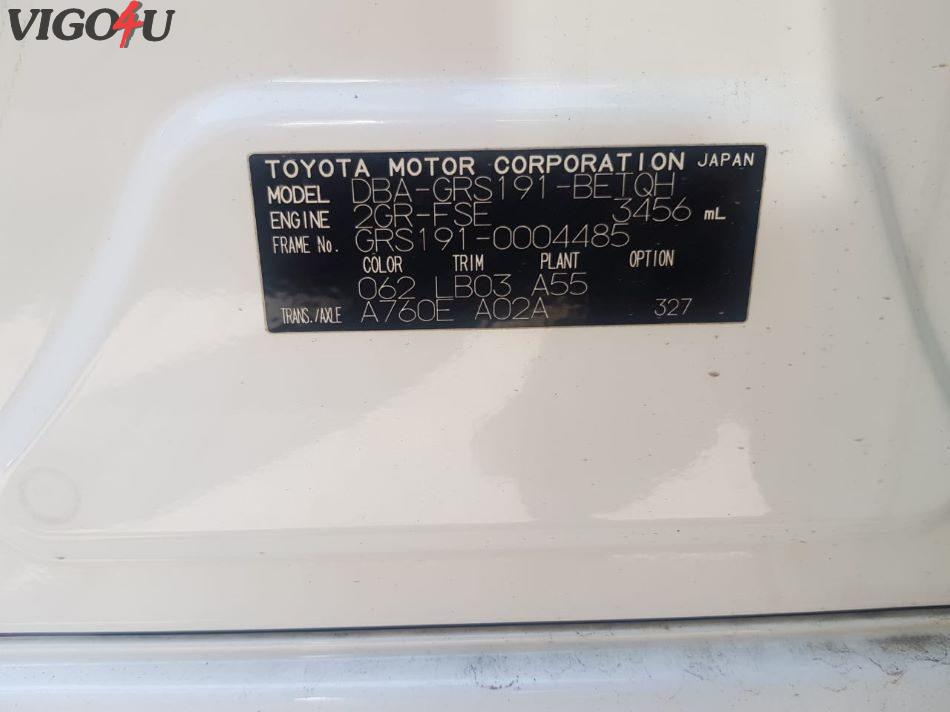 VIGO4U
TOYOTA MOTOR CORPORATION JAPAN
MODEL DBA-GRS191-BETQH
ENGINE 2GR-FSE 3456 mL
FRAME No. GRS191-0004485
COLOR TRIM PLANT OPTION
062 LB03 A55
TRANS./AXLE A760E A02A 327